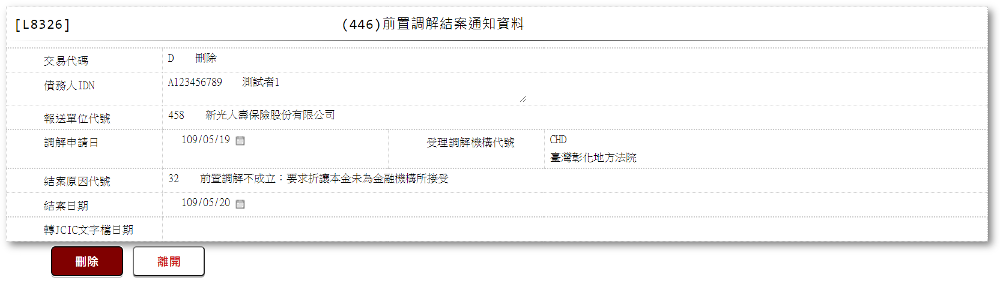 [L8326] (446)前置調解結案通知資料
交易代碼 D 刪除
債務人IDN A123456789 測試者1
報送單位代號 458 新光人壽保險股份有限公司
調解申請日 109/05/19 受理調解機構代號 CHD
臺灣彰化地方法院
結案原因代號 32 前置調解不成立：要求折讓本金未為金融機構所接受
結案日期 109/05/20
轉JCIC文字檔日期
刪除 離開